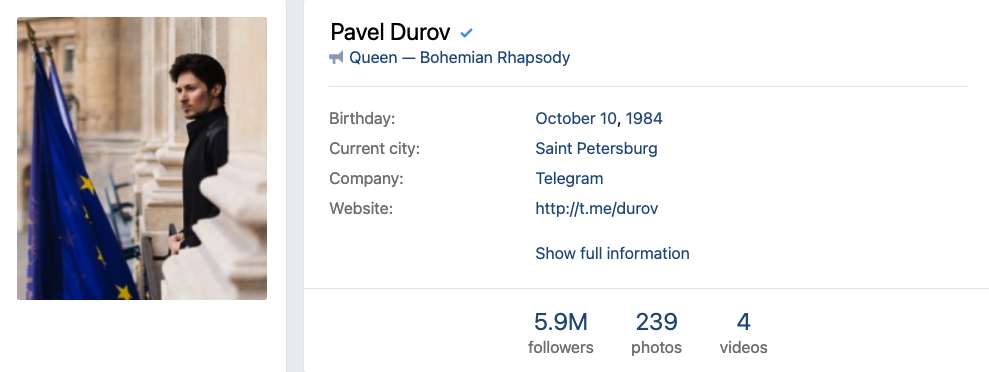 Pavel Durov
Queen — Bohemian Rhapsody
Birthday: October 10, 1984
Current city: Saint Petersburg
Company: Telegram
Website: http://t.me/durov
Show full information
5.9M 239 4
followers photos videos